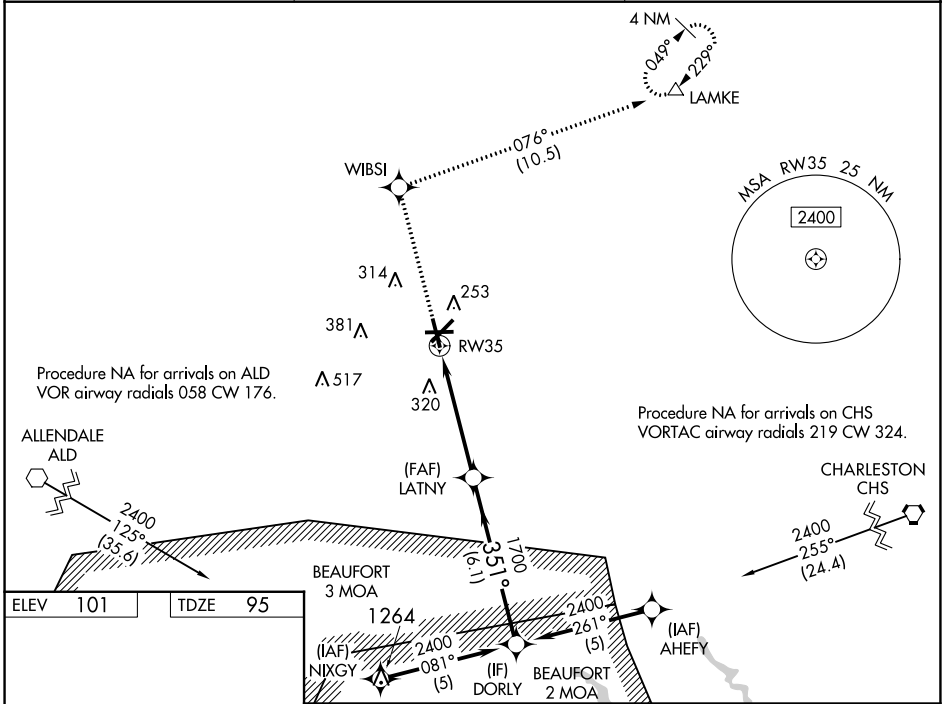 4 NM
049°
229°
LAMKE
076°
(10.5)
WIBSI
MSA RW35 25 NM
2400
314
253
381
RW35
517
320
Procedure NA for arrivals on ALD
VOR airway radials 058 CW 176.
Procedure NA for arrivals on CHS
VORTAC airway radials 219 CW 324.
ALLENDALE
ALD
(FAF)
LATNY
CHARLESTON
CHS
2400
125°
(35.6)
2400
255°
(24.4)
1700
351°
(6.1)
BEAUFORT
3 MOA
ELEV 101
TDZE 95
1264
2400
261°
(5)
(IAF)
AHEFY
(IAF)
NIXGY
2400
081°
(5)
(IF)
DORLY
BEAUFORT
2 MOA